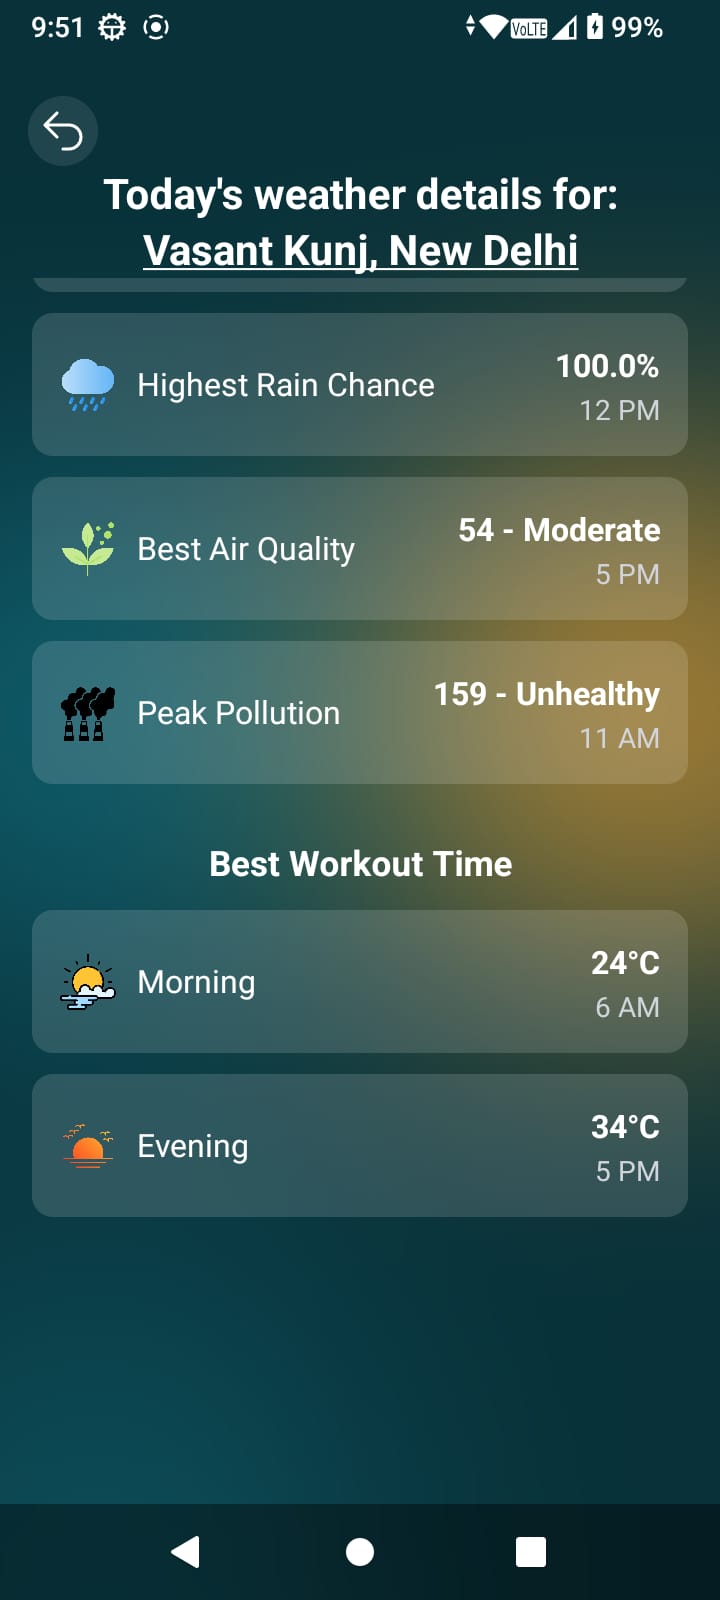 9:51 VoLTE 99%
Today's weather details for:
Vasant Kunj, New Delhi
Highest Rain Chance 100.0%
12 PM
Best Air Quality 54 - Moderate
5 PM
Peak Pollution 159 - Unhealthy
11 AM
Best Workout Time
Morning 24°C
6 AM
Evening 34°C
5 PM